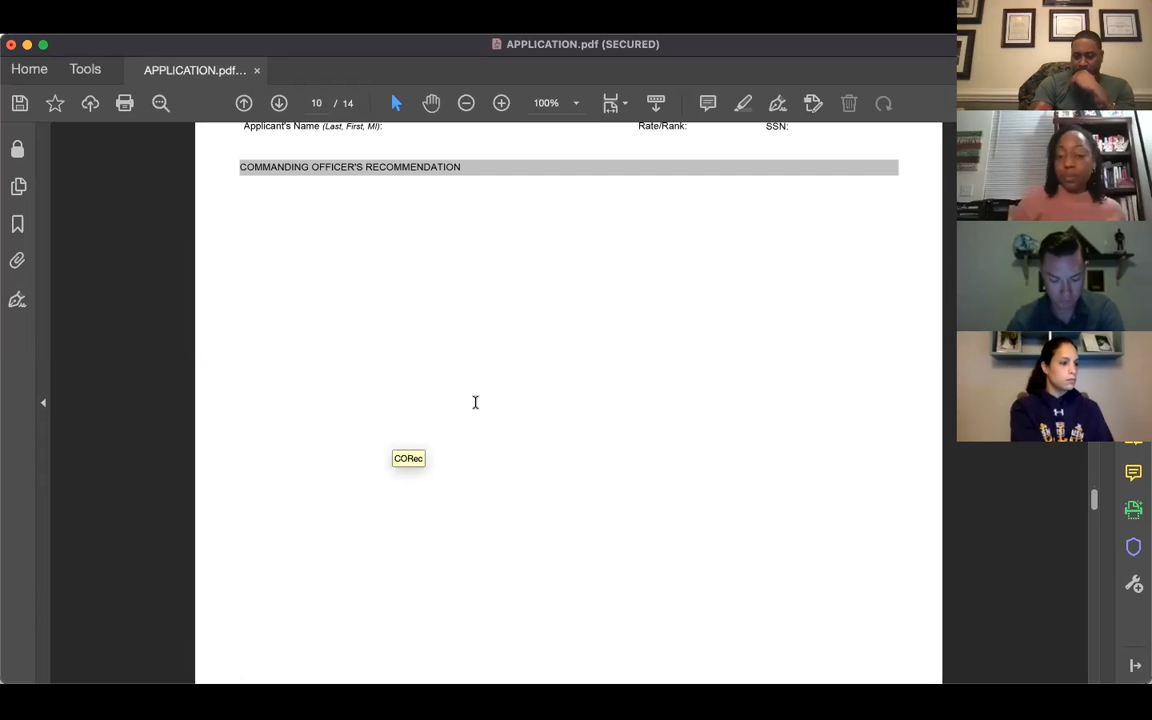 APPLICATION.pdf (SECURED)
Home Tools APPLICATION.pdf... ×
10 / 14 100%
Applicant's Name (Last, First, MI): Rate/Rank: SSN:
COMMANDING OFFICER'S RECOMMENDATION
CORec